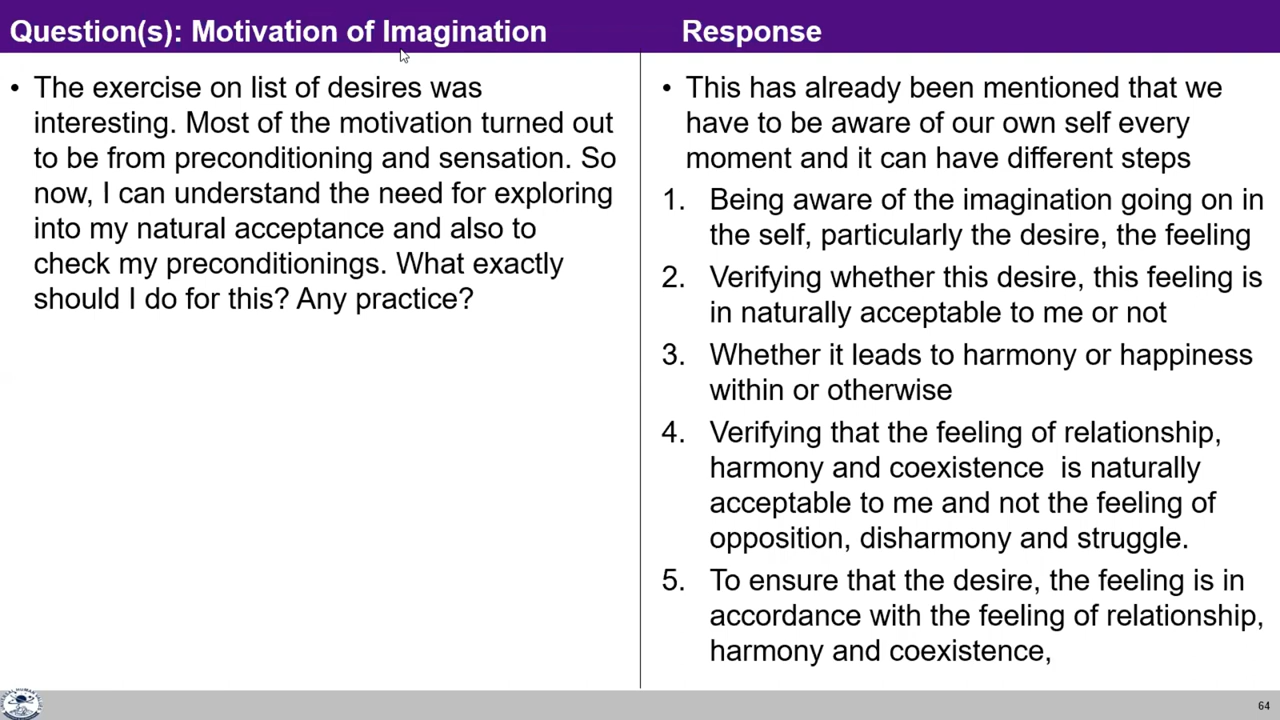 Question(s): Motivation of Imagination
• The exercise on list of desires was
interesting. Most of the motivation turned out
to be from preconditioning and sensation. So
now, I can understand the need for exploring
into my natural acceptance and also to
check my preconditionings. What exactly
should I do for this? Any practice?
Response
• This has already been mentioned that we
have to be aware of our own self every
moment and it can have different steps
1. Being aware of the imagination going on in
the self, particularly the desire, the feeling
2. Verifying whether this desire, this feeling is
in naturally acceptable to me or not
3. Whether it leads to harmony or happiness
within or otherwise
4. Verifying that the feeling of relationship,
harmony and coexistence is naturally
acceptable to me and not the feeling of
opposition, disharmony and struggle.
5. To ensure that the desire, the feeling is in
accordance with the feeling of relationship,
harmony and coexistence,
64